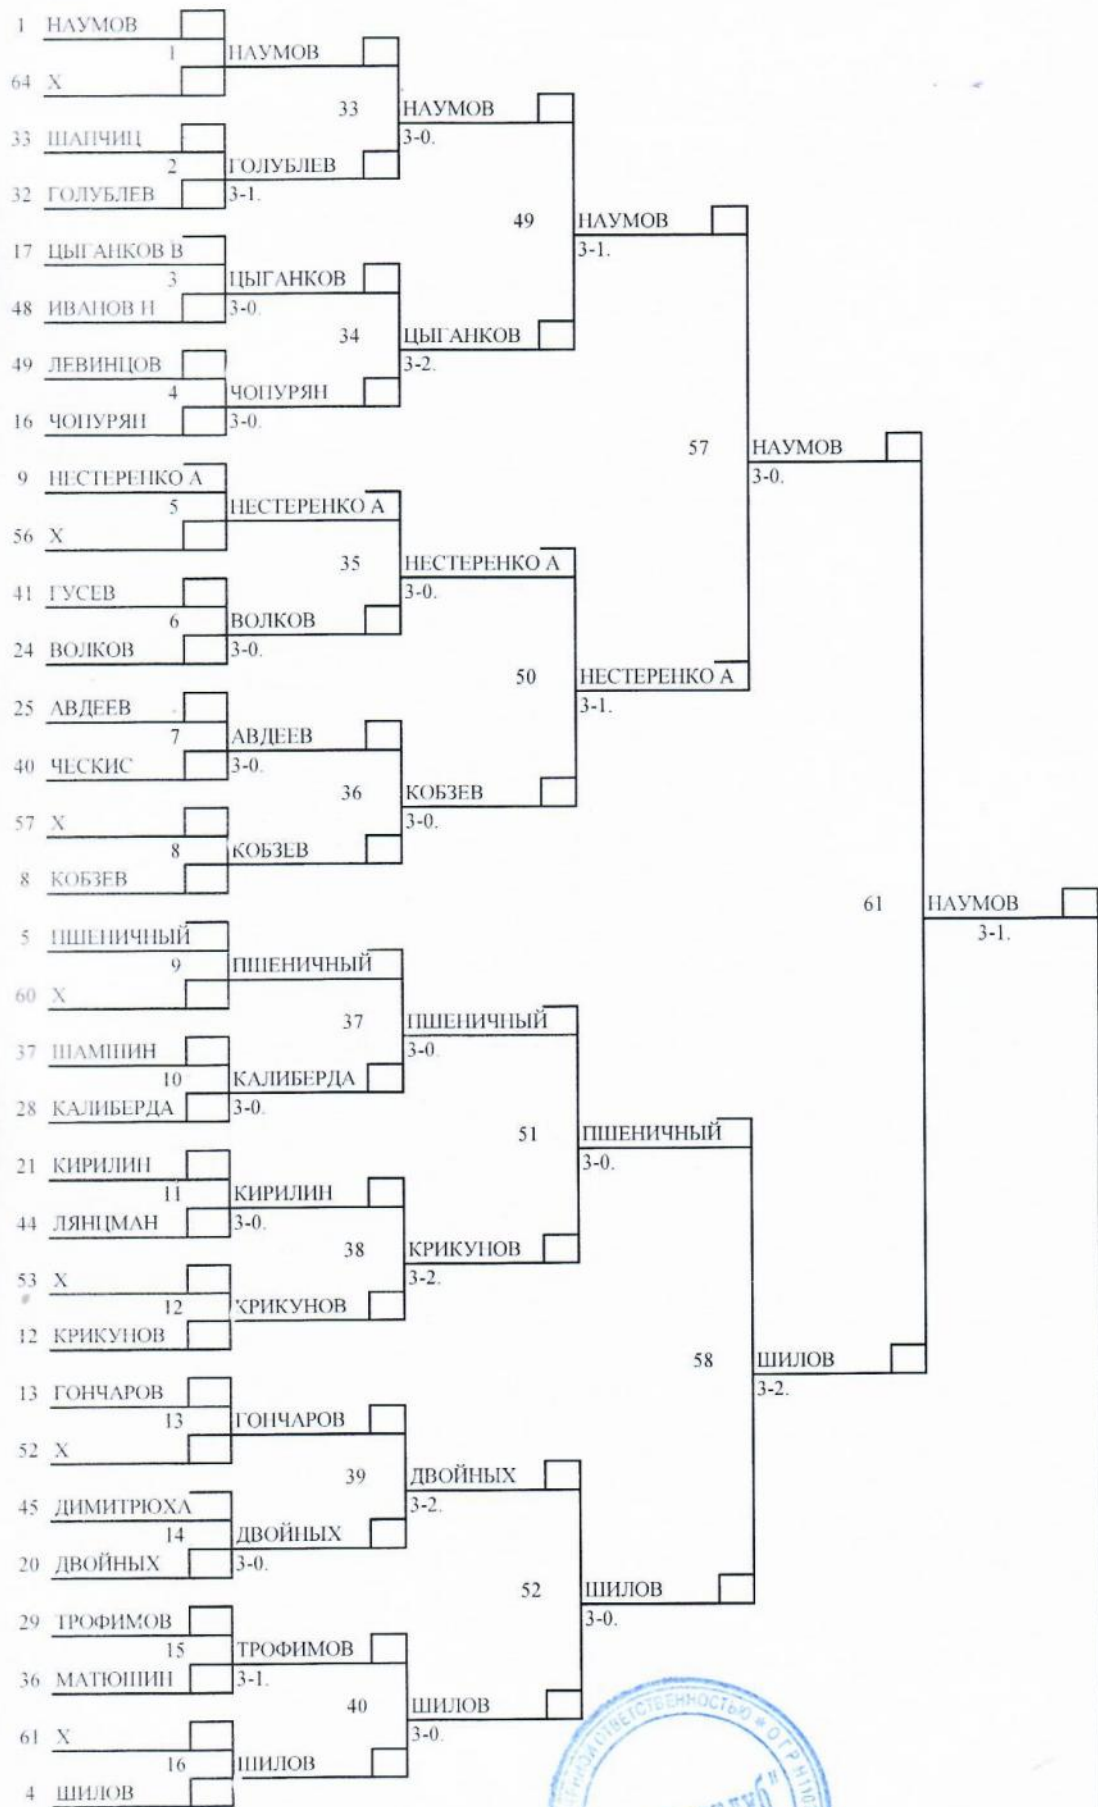 1 НАУМОВ
1 НАУМОВ
64 X
33 НАУМОВ
3-0.
33 ШАПЧИЦ
2 ГОЛУБЛЕВ
32 ГОЛУБЛЕВ 3-1.
49 НАУМОВ
3-1.
17 ЦЫГАНКОВ В
3 ЦЫГАНКОВ
48 ИВАНОВ Н 3-0.
34 ЦЫГАНКОВ
3-2.
49 ЛЕВИНЦОВ
4 ЧОПУРЯН
16 ЧОПУРЯН 3-0.
57 НАУМОВ
3-0.
9 НЕСТЕРЕНКО А
5 НЕСТЕРЕНКО А
56 X
35 НЕСТЕРЕНКО А
3-0.
41 ГУСЕВ
6 ВОЛКОВ
24 ВОЛКОВ 3-0.
50 НЕСТЕРЕНКО А
3-1.
25 АВДЕЕВ
7 АВДЕЕВ
40 ЧЕСКИС 3-0.
36 КОБЗЕВ
3-0.
57 X
8 КОБЗЕВ
8 КОБЗЕВ
61 НАУМОВ
3-1.
5 ПШЕНИЧНЫЙ
9 ПШЕНИЧНЫЙ
60 X
37 ПШЕНИЧНЫЙ
3-0.
37 ШАМШИН
10 КАЛИБЕРДА
28 КАЛИБЕРДА 3-0.
51 ПШЕНИЧНЫЙ
3-0.
21 КИРИЛИН
11 КИРИЛИН
44 ЛЯНЦМАН 3-0.
38 КРИКУНОВ
3-2.
53 X
12 КРИКУНОВ
12 КРИКУНОВ
58 ШИЛОВ
3-2.
13 ГОНЧАРОВ
13 ГОНЧАРОВ
52 X
39 ДВОЙНЫХ
3-2.
45 ДИМИТРЮХА
14 ДВОЙНЫХ
20 ДВОЙНЫХ 3-0.
52 ШИЛОВ
3-0.
29 ТРОФИМОВ
15 ТРОФИМОВ
36 МАТЮШИН 3-1.
40 ШИЛОВ
3-0.
61 X
16 ШИЛОВ
4 ШИЛОВ
ОТВЕТСТВЕННОСТЬЮ